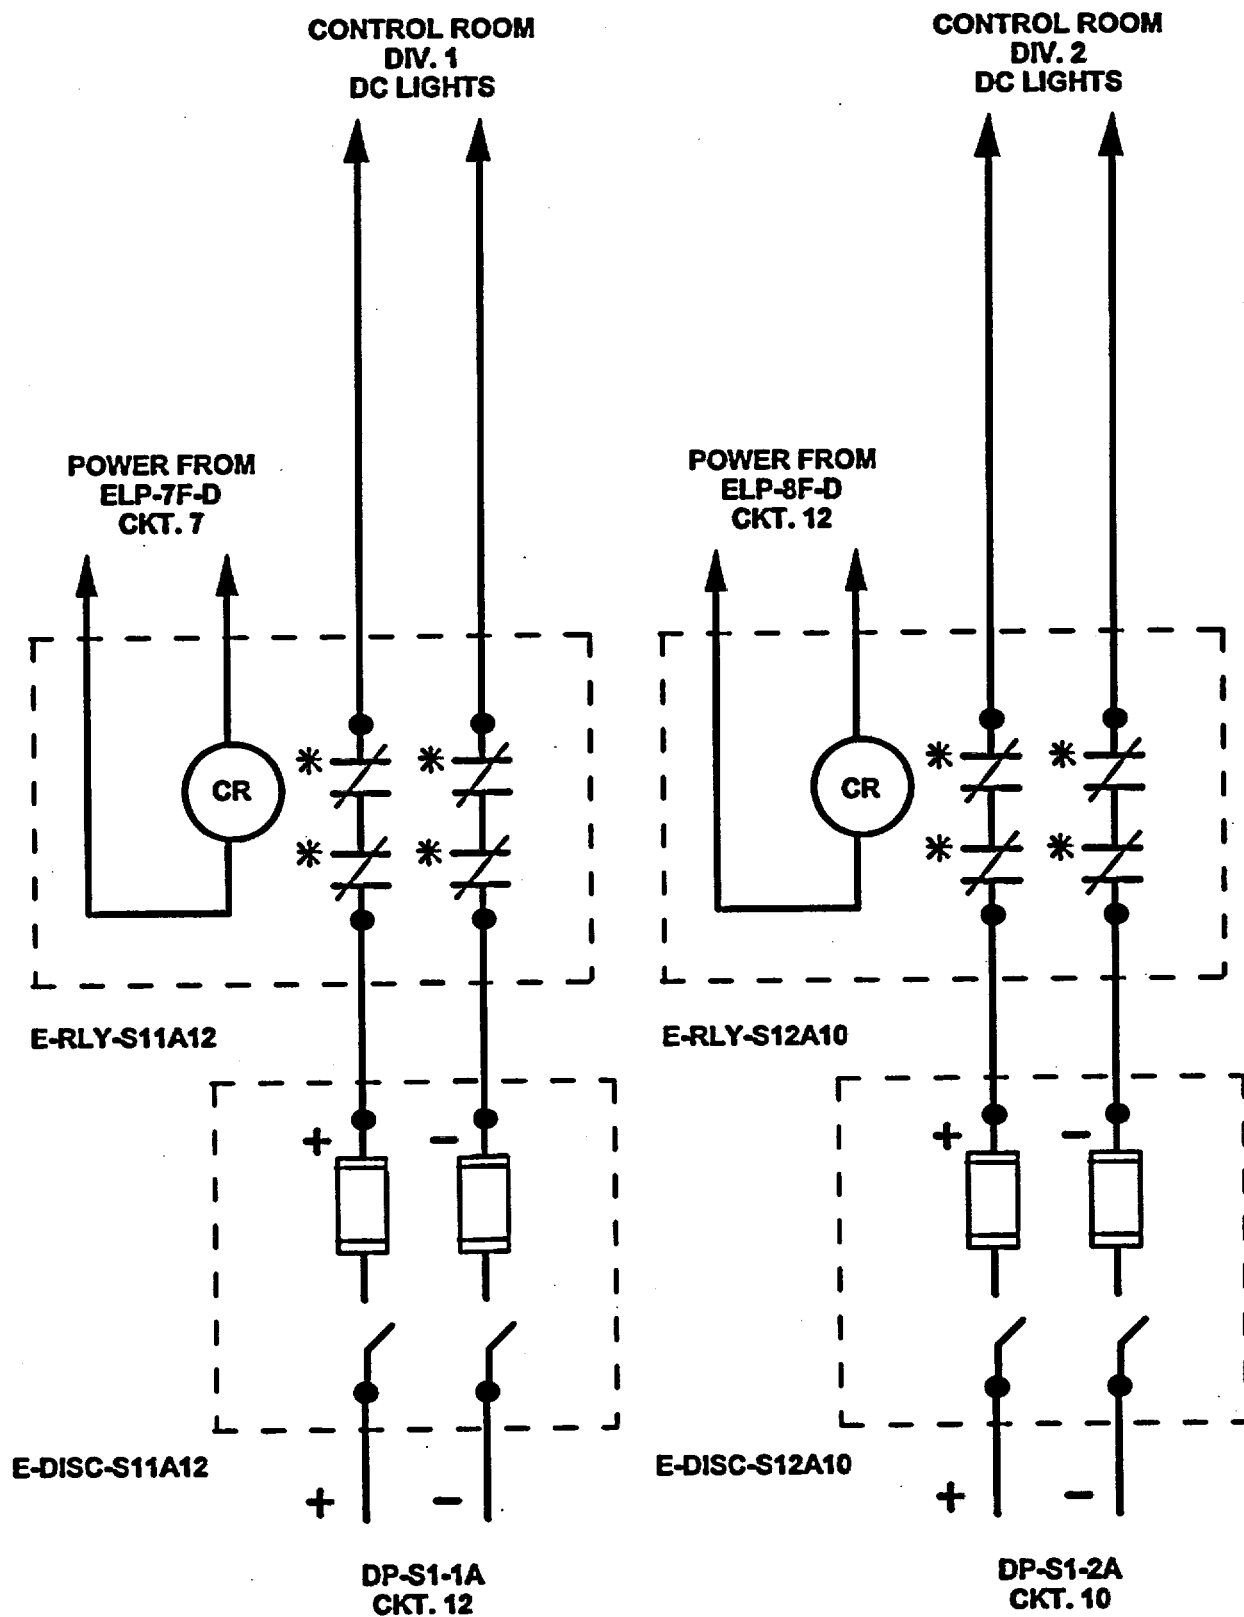 CONTROL ROOM
DIV. 1
DC LIGHTS
CONTROL ROOM
DIV. 2
DC LIGHTS
POWER FROM
ELP-7F-D
CKT. 7
POWER FROM
ELP-8F-D
CKT. 12
CR
* *
* *
CR
* *
* *
E-RLY-S11A12
E-RLY-S12A10
+ −
+ −
E-DISC-S11A12
E-DISC-S12A10
+ −
+ −
DP-S1-1A
CKT. 12
DP-S1-2A
CKT. 10